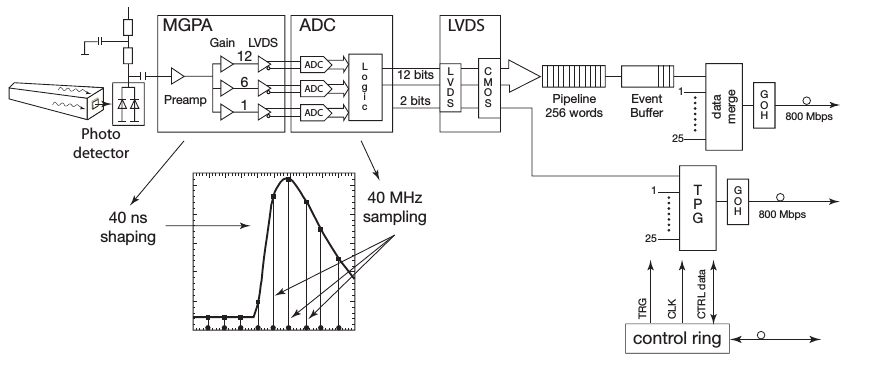 MGPA
ADC
LVDS
Gain
LVDS
12
6
1
Preamp
ADC
ADC
ADC
Logic
12 bits
2 bits
LVDS
CMOS
Pipeline
256 words
Event
Buffer
1
25
data
merge
GOH
800 Mbps
Photo
detector
40 ns
shaping
40 MHz
sampling
1
25
TPG
GOH
800 Mbps
TRG
CLK
CTRL data
control ring